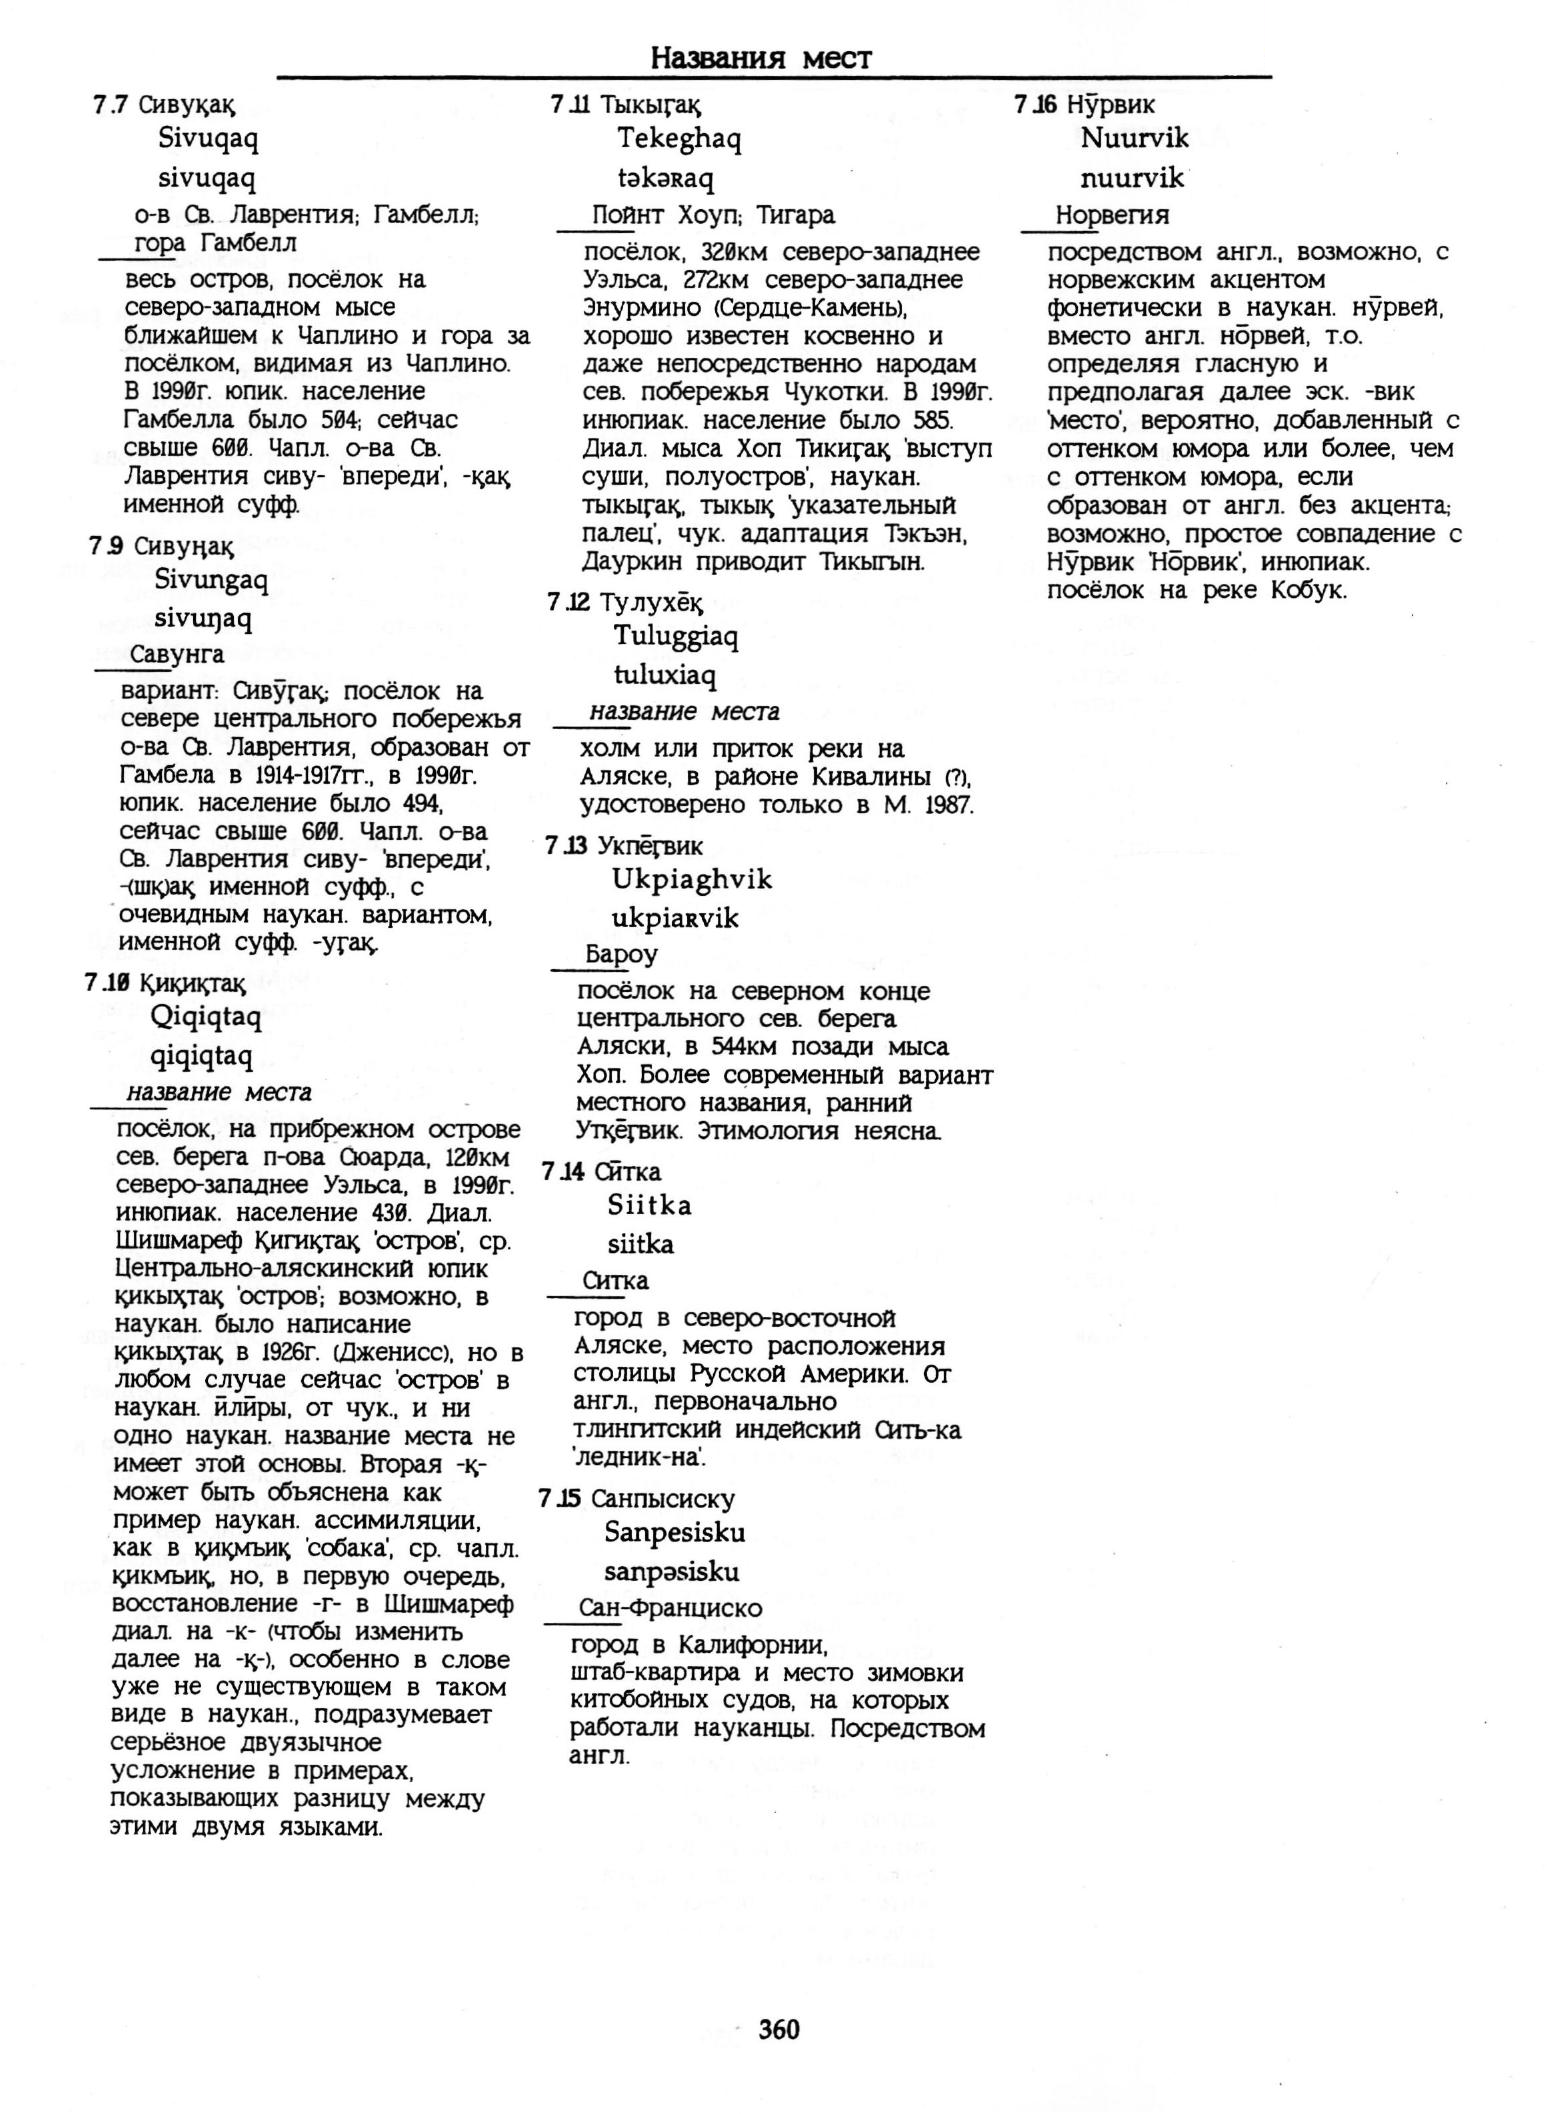 Названия мест
7.7 Сивуқақ
Sivuqaq
sivuqaq
о-в Св. Лаврентия; Гамбелл;
гора Гамбелл
весь остров, посёлок на
северо-западном мысе
ближайшем к Чаплино и гора за
посёлком, видимая из Чаплино.
В 1990г. юпик. население
Гамбелла было 504; сейчас
свыше 600. Чапл. о-ва Св.
Лаврентия сиву- 'впереди', -қақ
именной суфф.
7.9 Сивуңақ
Sivungaq
sivuŋaq
Савунга
вариант: Сивӯӷақ; посёлок на
севере центрального побережья
о-ва Св. Лаврентия, образован от
Гамбела в 1914-1917гг., в 1990г.
юпик. население было 494,
сейчас свыше 600. Чапл. о-ва
Св. Лаврентия сиву- 'впереди',
-(шқ)ақ именной суфф., с
очевидным наукан. вариантом,
именной суфф. -уӷақ.
7.10 Қиқиқтақ
Qiqiqtaq
qiqiqtaq
название места
посёлок, на прибрежном острове
сев. берега п-ова Сюарда, 120км
северо-западнее Уэльса, в 1990г.
инюпиак. население 430. Диал.
Шишмареф Қигиқтақ 'остров', ср.
Центрально-аляскинский юпик
қикыҳтақ 'остров'; возможно, в
наукан. было написание
қикыҳтақ в 1926г. (Дженисс), но в
любом случае сейчас 'остров' в
наукан. ӣлӣры, от чук., и ни
одно наукан. название места не
имеет этой основы. Вторая -қ-
может быть объяснена как
пример наукан. ассимиляции,
как в қиқмъиқ 'собака', ср. чапл.
қикмъиқ, но, в первую очередь,
восстановление -г- в Шишмареф
диал. на -к- (чтобы изменить
далее на -қ-), особенно в слове
уже не существующем в таком
виде в наукан., подразумевает
серьёзное двуязычное
усложнение в примерах,
показывающих разницу между
этими двумя языками.
7.11 Тыкыӷақ
Tekeghaq
təkəʀaq
Пойнт Хоуп; Тигара
посёлок, 320км северо-западнее
Уэльса, 272км северо-западнее
Энурмино (Сердце-Камень),
хорошо известен косвенно и
даже непосредственно народам
сев. побережья Чукотки. В 1990г.
инюпиак. население было 585.
Диал. мыса Хоп Тикиӷақ 'выступ
суши, полуостров', наукан.
тыкыӷақ, тыкық 'указательный
палец', чук. адаптация Тэкъэн,
Дауркин приводит Тикыгын.
7.12 Тулухе̄қ
Tuluggiaq
tuluxiaq
название места
холм или приток реки на
Аляске, в районе Кивалины (?),
удостоверено только в М. 1987.
7.13 Укпе̄ӷвик
Ukpiaghvik
ukpiaʀvik
Бароу
посёлок на северном конце
центрального сев. берега
Аляски, в 544км позади мыса
Хоп. Более современный вариант
местного названия, ранний
Утқе̄ӷвик. Этимология неясна.
7.14 Сӣтка
Siitka
siitka
Ситка
город в северо-восточной
Аляске, место расположения
столицы Русской Америки. От
англ., первоначально
тлингитский индейский Сить-ка
'ледник-на'.
7.15 Санпысиску
Sanpesisku
sanpəsisku
Сан-Франциско
город в Калифорнии,
штаб-квартира и место зимовки
китобойных судов, на которых
работали науканцы. Посредством
англ.
7.16 Нӯрвик
Nuurvik
nuurvik
Норвегия
посредством англ., возможно, с
норвежским акцентом
фонетически в наукан. нӯрвей,
вместо англ. но̄рвей, т.о.
определяя гласную и
предполагая далее эск. -вик
'место', вероятно, добавленный с
оттенком юмора или более, чем
с оттенком юмора, если
образован от англ. без акцента;
возможно, простое совпадение с
Нӯрвик 'Но̄рвик', инюпиак.
посёлок на реке Кобук.
360